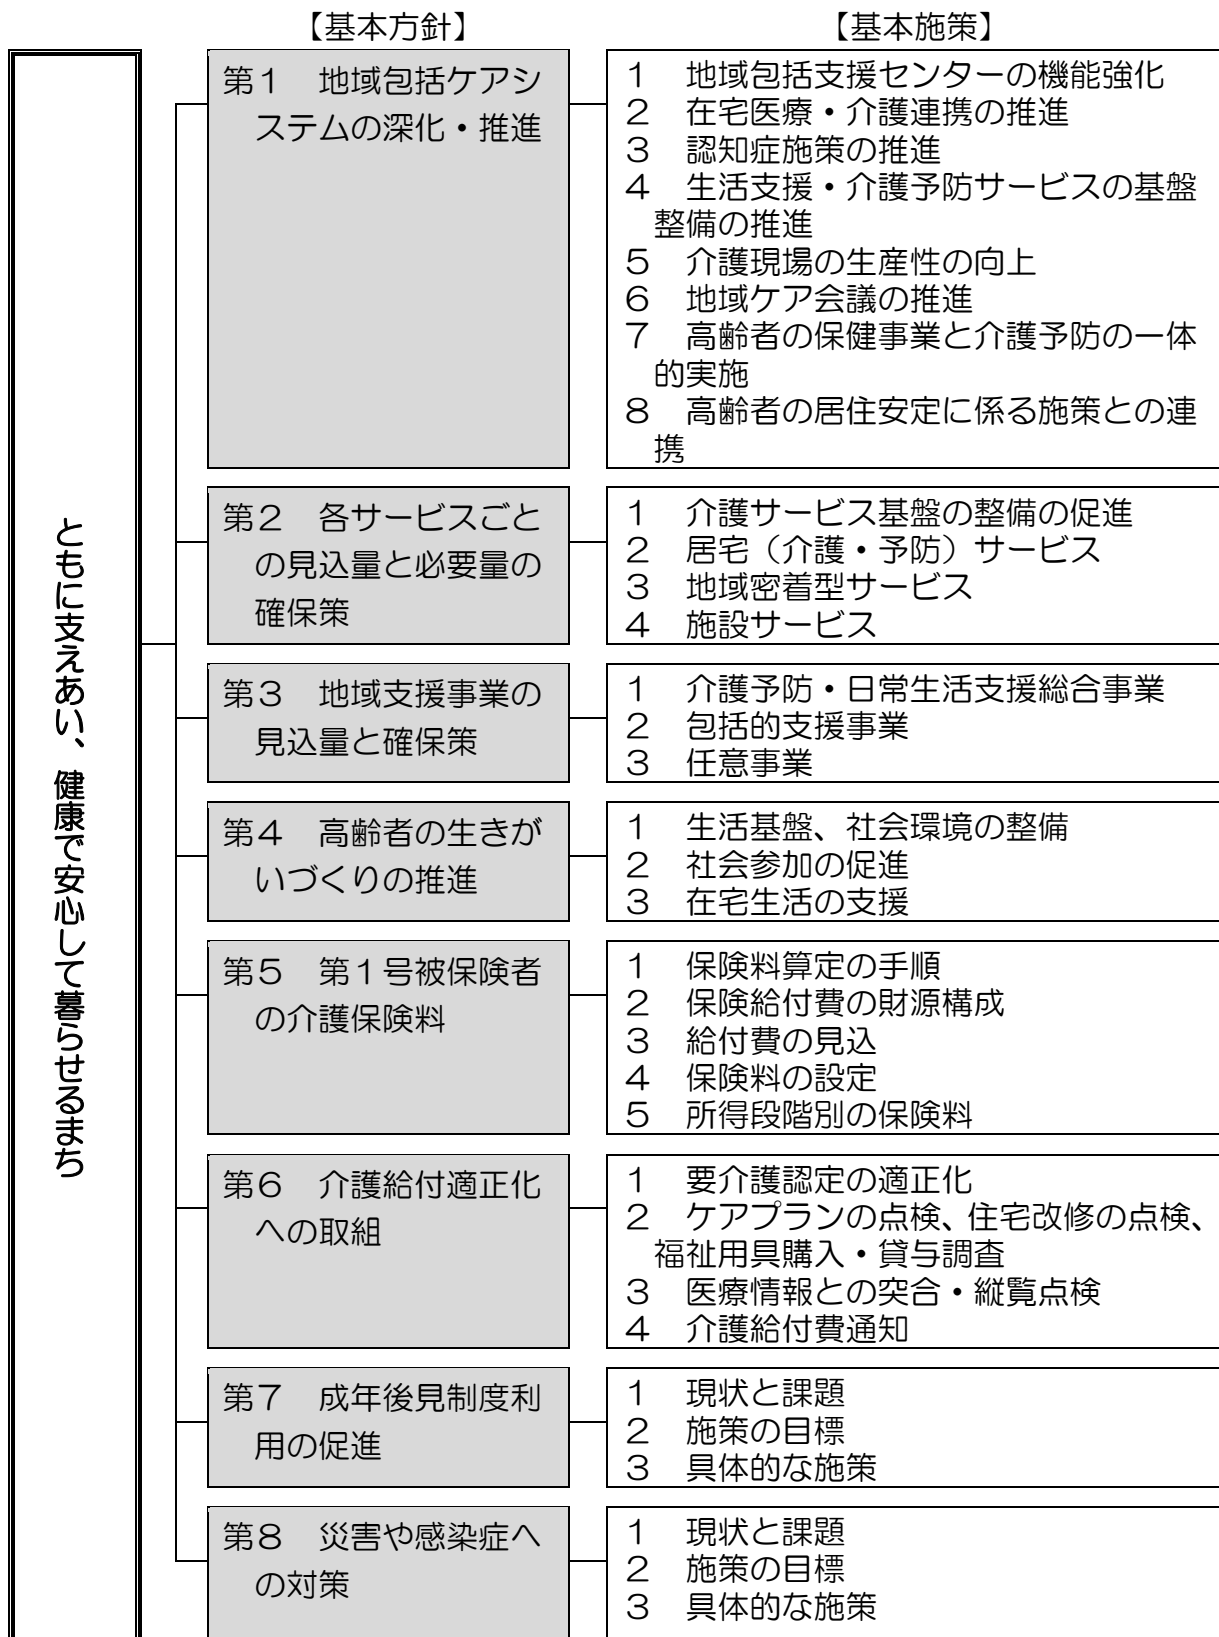 【基本方針】
【基本施策】
ともに支えあい、健康で安心して暮らせるまち
第１　地域包括ケアシ
ステムの深化・推進
１　地域包括支援センターの機能強化
２　在宅医療・介護連携の推進
３　認知症施策の推進
４　生活支援・介護予防サービスの基盤
整備の推進
５　介護現場の生産性の向上
６　地域ケア会議の推進
７　高齢者の保健事業と介護予防の一体
的実施
８　高齢者の居住安定に係る施策との連
携
第２　各サービスごと
の見込量と必要量の
確保策
１　介護サービス基盤の整備の促進
２　居宅（介護・予防）サービス
３　地域密着型サービス
４　施設サービス
第３　地域支援事業の
見込量と確保策
１　介護予防・日常生活支援総合事業
２　包括的支援事業
３　任意事業
第４　高齢者の生きが
いづくりの推進
１　生活基盤、社会環境の整備
２　社会参加の促進
３　在宅生活の支援
第５　第１号被保険者
の介護保険料
１　保険料算定の手順
２　保険給付費の財源構成
３　給付費の見込
４　保険料の設定
５　所得段階別の保険料
第６　介護給付適正化
への取組
１　要介護認定の適正化
２　ケアプランの点検、住宅改修の点検、
福祉用具購入・貸与調査
３　医療情報との突合・縦覧点検
４　介護給付費通知
第７　成年後見制度利
用の促進
１　現状と課題
２　施策の目標
３　具体的な施策
第８　災害や感染症へ
の対策
１　現状と課題
２　施策の目標
３　具体的な施策